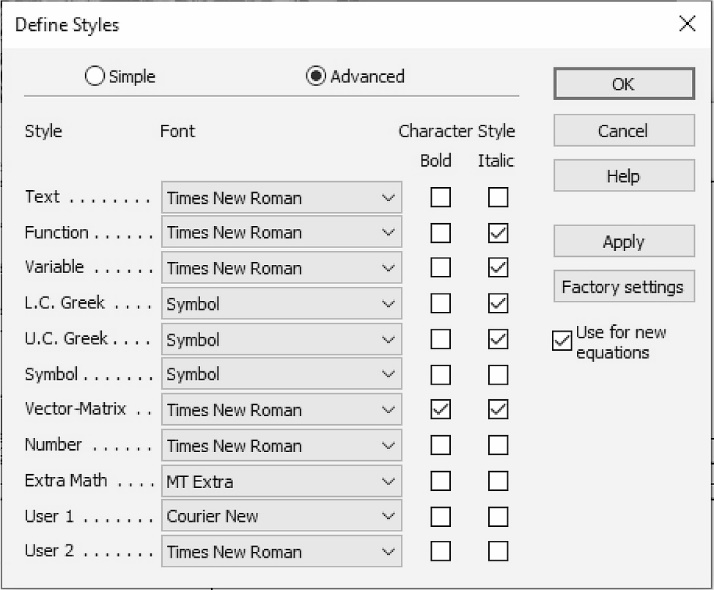 Define Styles
Simple Advanced
Style Font Character Style
Bold Italic
Text . . . . . . . . Times New Roman
Function . . . . . . Times New Roman
Variable . . . . . . Times New Roman
L.C. Greek . . . . Symbol
U.C. Greek . . . . Symbol
Symbol . . . . . . . Symbol
Vector-Matrix . . Times New Roman
Number . . . . . . Times New Roman
Extra Math . . . . MT Extra
User 1 . . . . . . . Courier New
User 2 . . . . . . . Times New Roman
OK
Cancel
Help
Apply
Factory settings
Use for new
equations